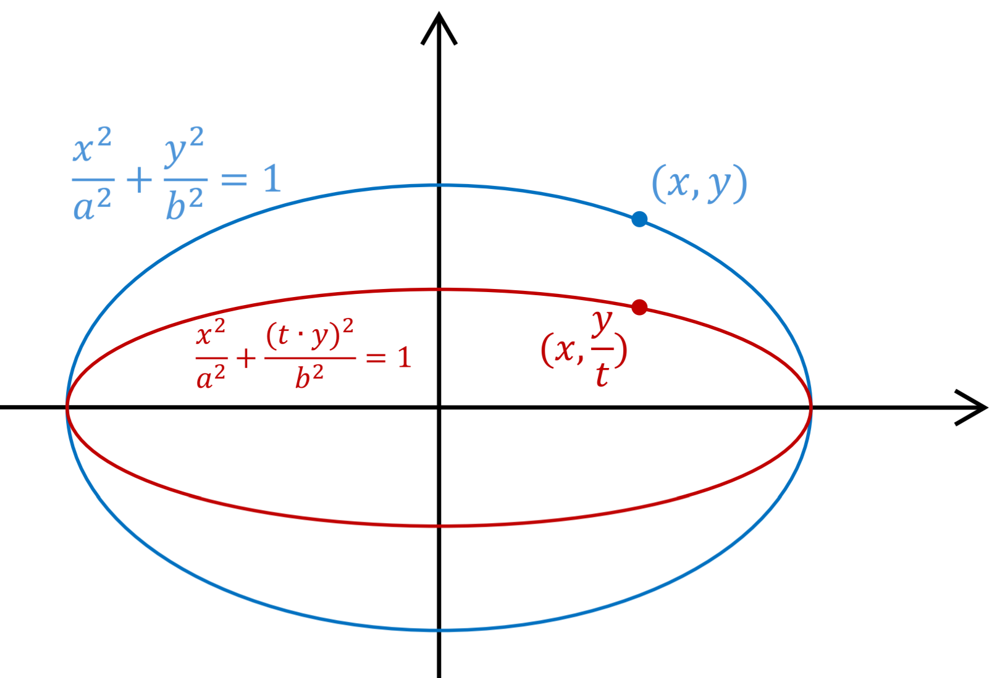 x²/a² + y²/b² = 1
(x, y)
x²/a² + (t · y)²/b² = 1
(x, y/t)